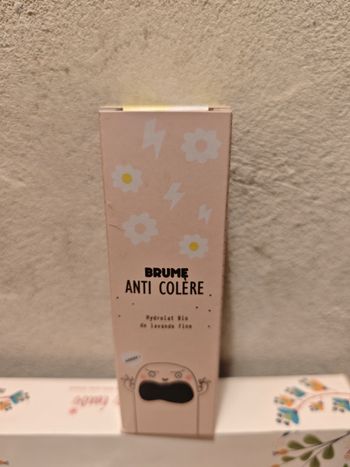 BRUME
ANTI COLÈRE
Hydrolat Bio
de lavande fine